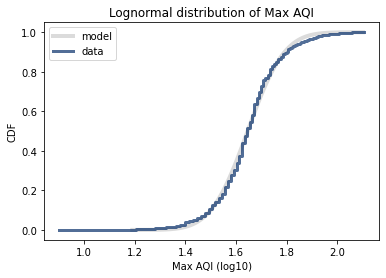 Lognormal distribution of Max AQI
model
data
CDF
1.0
0.8
0.6
0.4
0.2
0.0
1.0 1.2 1.4 1.6 1.8 2.0
Max AQI (log10)